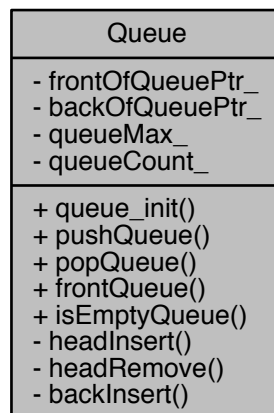 Queue
- frontOfQueuePtr_
- backOfQueuePtr_
- queueMax_
- queueCount_
+ queue_init()
+ pushQueue()
+ popQueue()
+ frontQueue()
+ isEmptyQueue()
- headInsert()
- headRemove()
- backInsert()